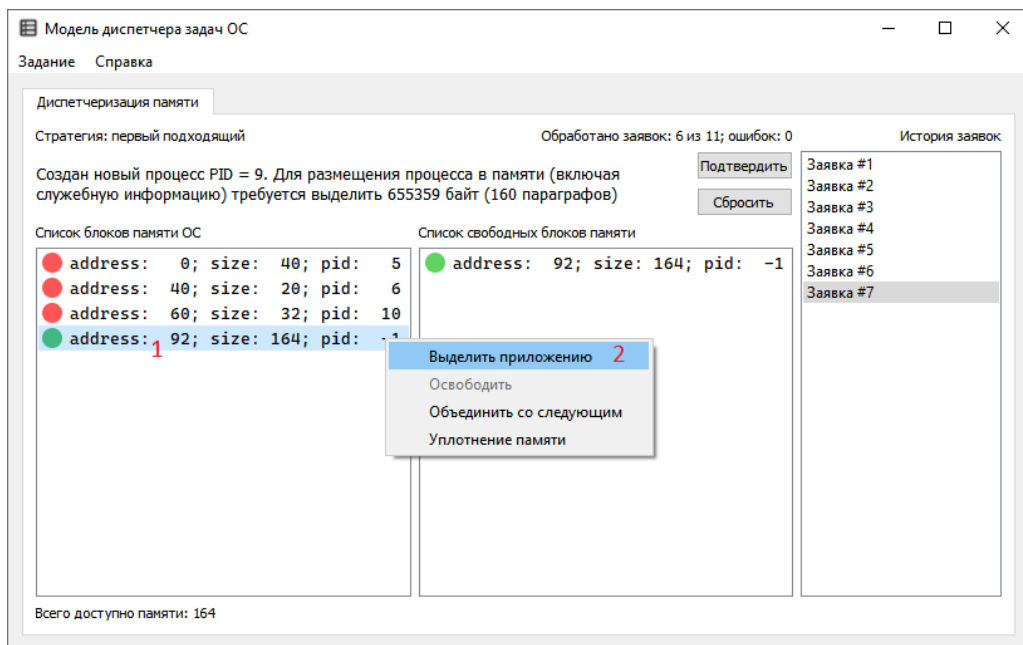 Модель диспетчера задач ОС
Задание Справка
Диспетчеризация памяти
Стратегия: первый подходящий Обработано заявок: 6 из 11; ошибок: 0 История заявок
Создан новый процесс PID = 9. Для размещения процесса в памяти (включая
служебную информацию) требуется выделить 655359 байт (160 параграфов)
Подтвердить
Сбросить
Список блоков памяти ОС
address: 0; size: 40; pid: 5
address: 40; size: 20; pid: 6
address: 60; size: 32; pid: 10
address: 92; size: 164; pid: -1
1
Список свободных блоков памяти
address: 92; size: 164; pid: -1
Выделить приложению 2
Освободить
Объединить со следующим
Уплотнение памяти
Заявка #1
Заявка #2
Заявка #3
Заявка #4
Заявка #5
Заявка #6
Заявка #7
Всего доступно памяти: 164